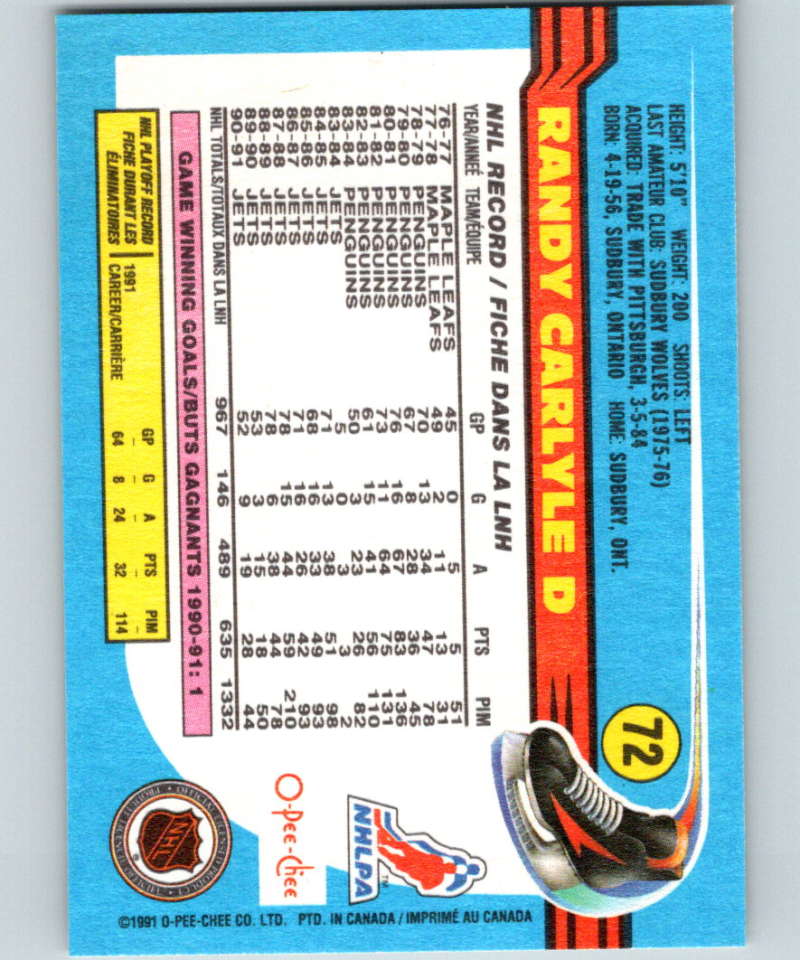 HEIGHT: 5'10" WEIGHT: 200 SHOOTS: LEFT
LAST AMATEUR CLUB: SUDBURY WOLVES (1975-76)
ACQUIRED: TRADE WITH PITTSBURGH, 3-5-84
BORN: 4-19-56, SUDBURY, ONTARIO HOME: SUDBURY, ONT.
72
RANDY CARLYLE D
NHL RECORD / FICHE DANS LA LNH
YEAR/ANNÉE TEAM/ÉQUIPE GP G A PTS PIM
76-77 MAPLE LEAFS 45 0 5 5 51
77-78 MAPLE LEAFS 49 2 11 13 31
78-79 PENGUINS 70 13 34 47 78
79-80 PENGUINS 67 8 28 36 45
80-81 PENGUINS 76 16 67 83 136
81-82 PENGUINS 73 11 64 75 131
82-83 PENGUINS 61 15 41 56 110
83-84 PENGUINS 50 3 23 26 82
83-84 JETS 5 0 3 3 2
84-85 JETS 71 13 38 51 98
85-86 JETS 68 16 33 49 93
86-87 JETS 71 16 26 42 93
87-88 JETS 78 15 44 59 210
88-89 JETS 78 6 38 44 78
89-90 JETS 53 3 15 18 50
90-91 JETS 52 9 19 28 44
NHL TOTALS/TOTAUX DANS LA LNH 967 146 489 635 1332
GAME WINNING GOALS/BUTS GAGNANTS 1990-91: 1
NHL PLAYOFF RECORD
FICHE DURANT LES
ÉLIMINATOIRES
GP G A PTS PIM
1991 – – – – –
CAREER/CARRIÈRE 64 8 24 32 114
NHLPA™
O-Pee-Chee
NHL
®
©1991 O-PEE-CHEE CO. LTD. PTD. IN CANADA / IMPRIMÉ AU CANADA